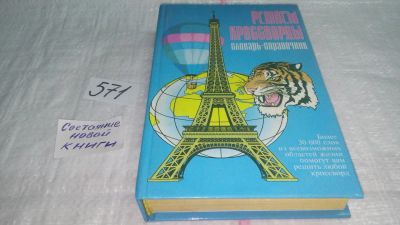 571
Состояние
новой
книги
РЕШАЕМ
КРОССВОРДЫ
словарь-справочник
Более
30 000 слов
из всевозможных
областей жизни
помогут вам
решить любой
кроссворд